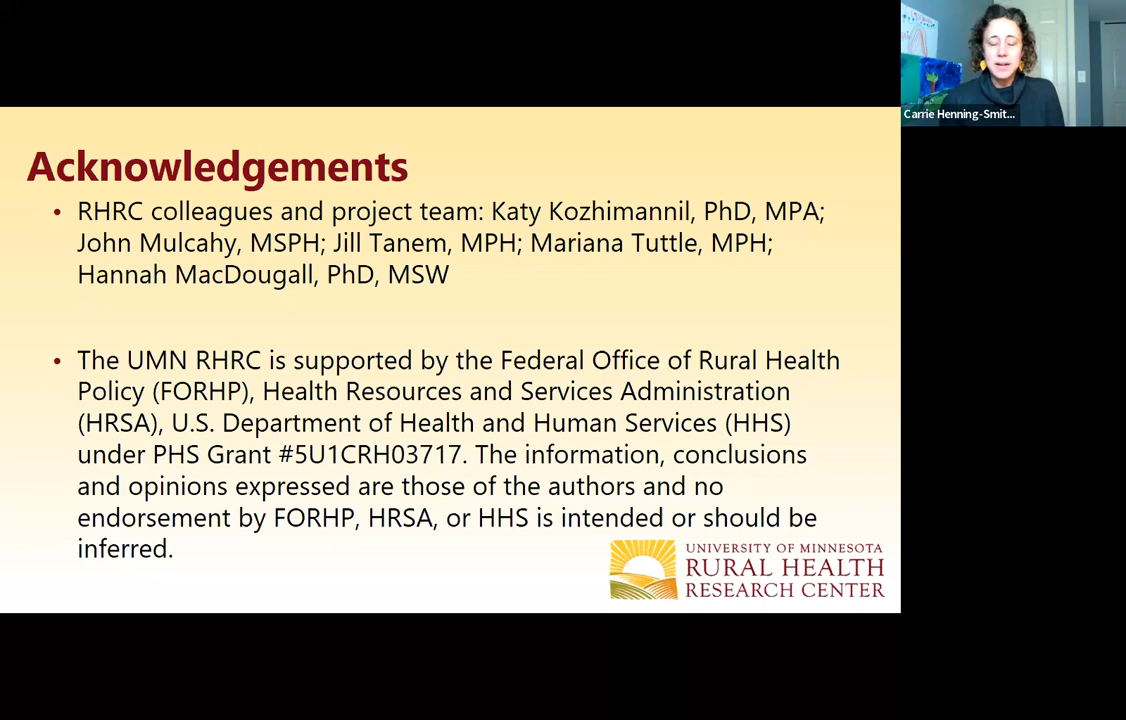 Carrie Henning-Smit...
Acknowledgements
• RHRC colleagues and project team: Katy Kozhimannil, PhD, MPA;
John Mulcahy, MSPH; Jill Tanem, MPH; Mariana Tuttle, MPH;
Hannah MacDougall, PhD, MSW
• The UMN RHRC is supported by the Federal Office of Rural Health
Policy (FORHP), Health Resources and Services Administration
(HRSA), U.S. Department of Health and Human Services (HHS)
under PHS Grant #5U1CRH03717. The information, conclusions
and opinions expressed are those of the authors and no
endorsement by FORHP, HRSA, or HHS is intended or should be
inferred.
UNIVERSITY OF MINNESOTA
RURAL HEALTH
RESEARCH CENTER